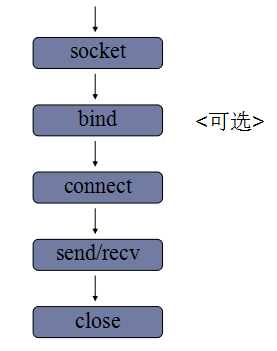 socket
bind <可选>
connect
send/recv
close